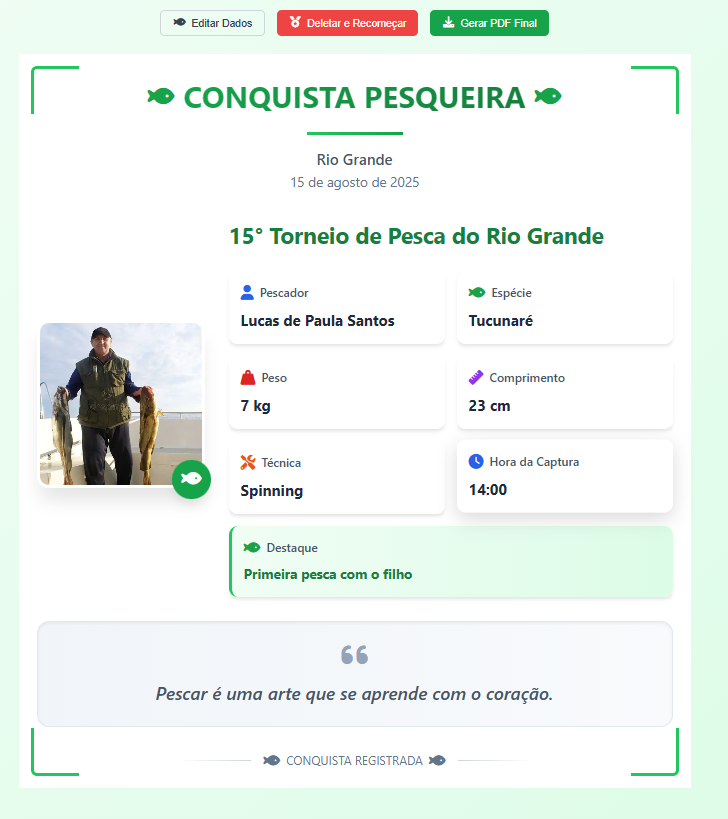 Editar Dados
Deletar e Recomeçar
Gerar PDF Final
CONQUISTA PESQUEIRA
Rio Grande
15 de agosto de 2025
15° Torneio de Pesca do Rio Grande
Pescador
Lucas de Paula Santos
Espécie
Tucunaré
Peso
7 kg
Comprimento
23 cm
Técnica
Spinning
Hora da Captura
14:00
Destaque
Primeira pesca com o filho
Pescar é uma arte que se aprende com o coração.
CONQUISTA REGISTRADA